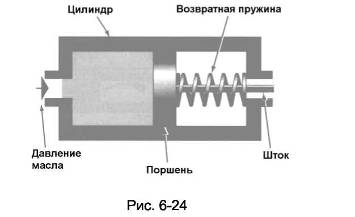 Цилиндр
Возвратная пружина
Давление
масла
Поршень
Шток
Рис. 6-24